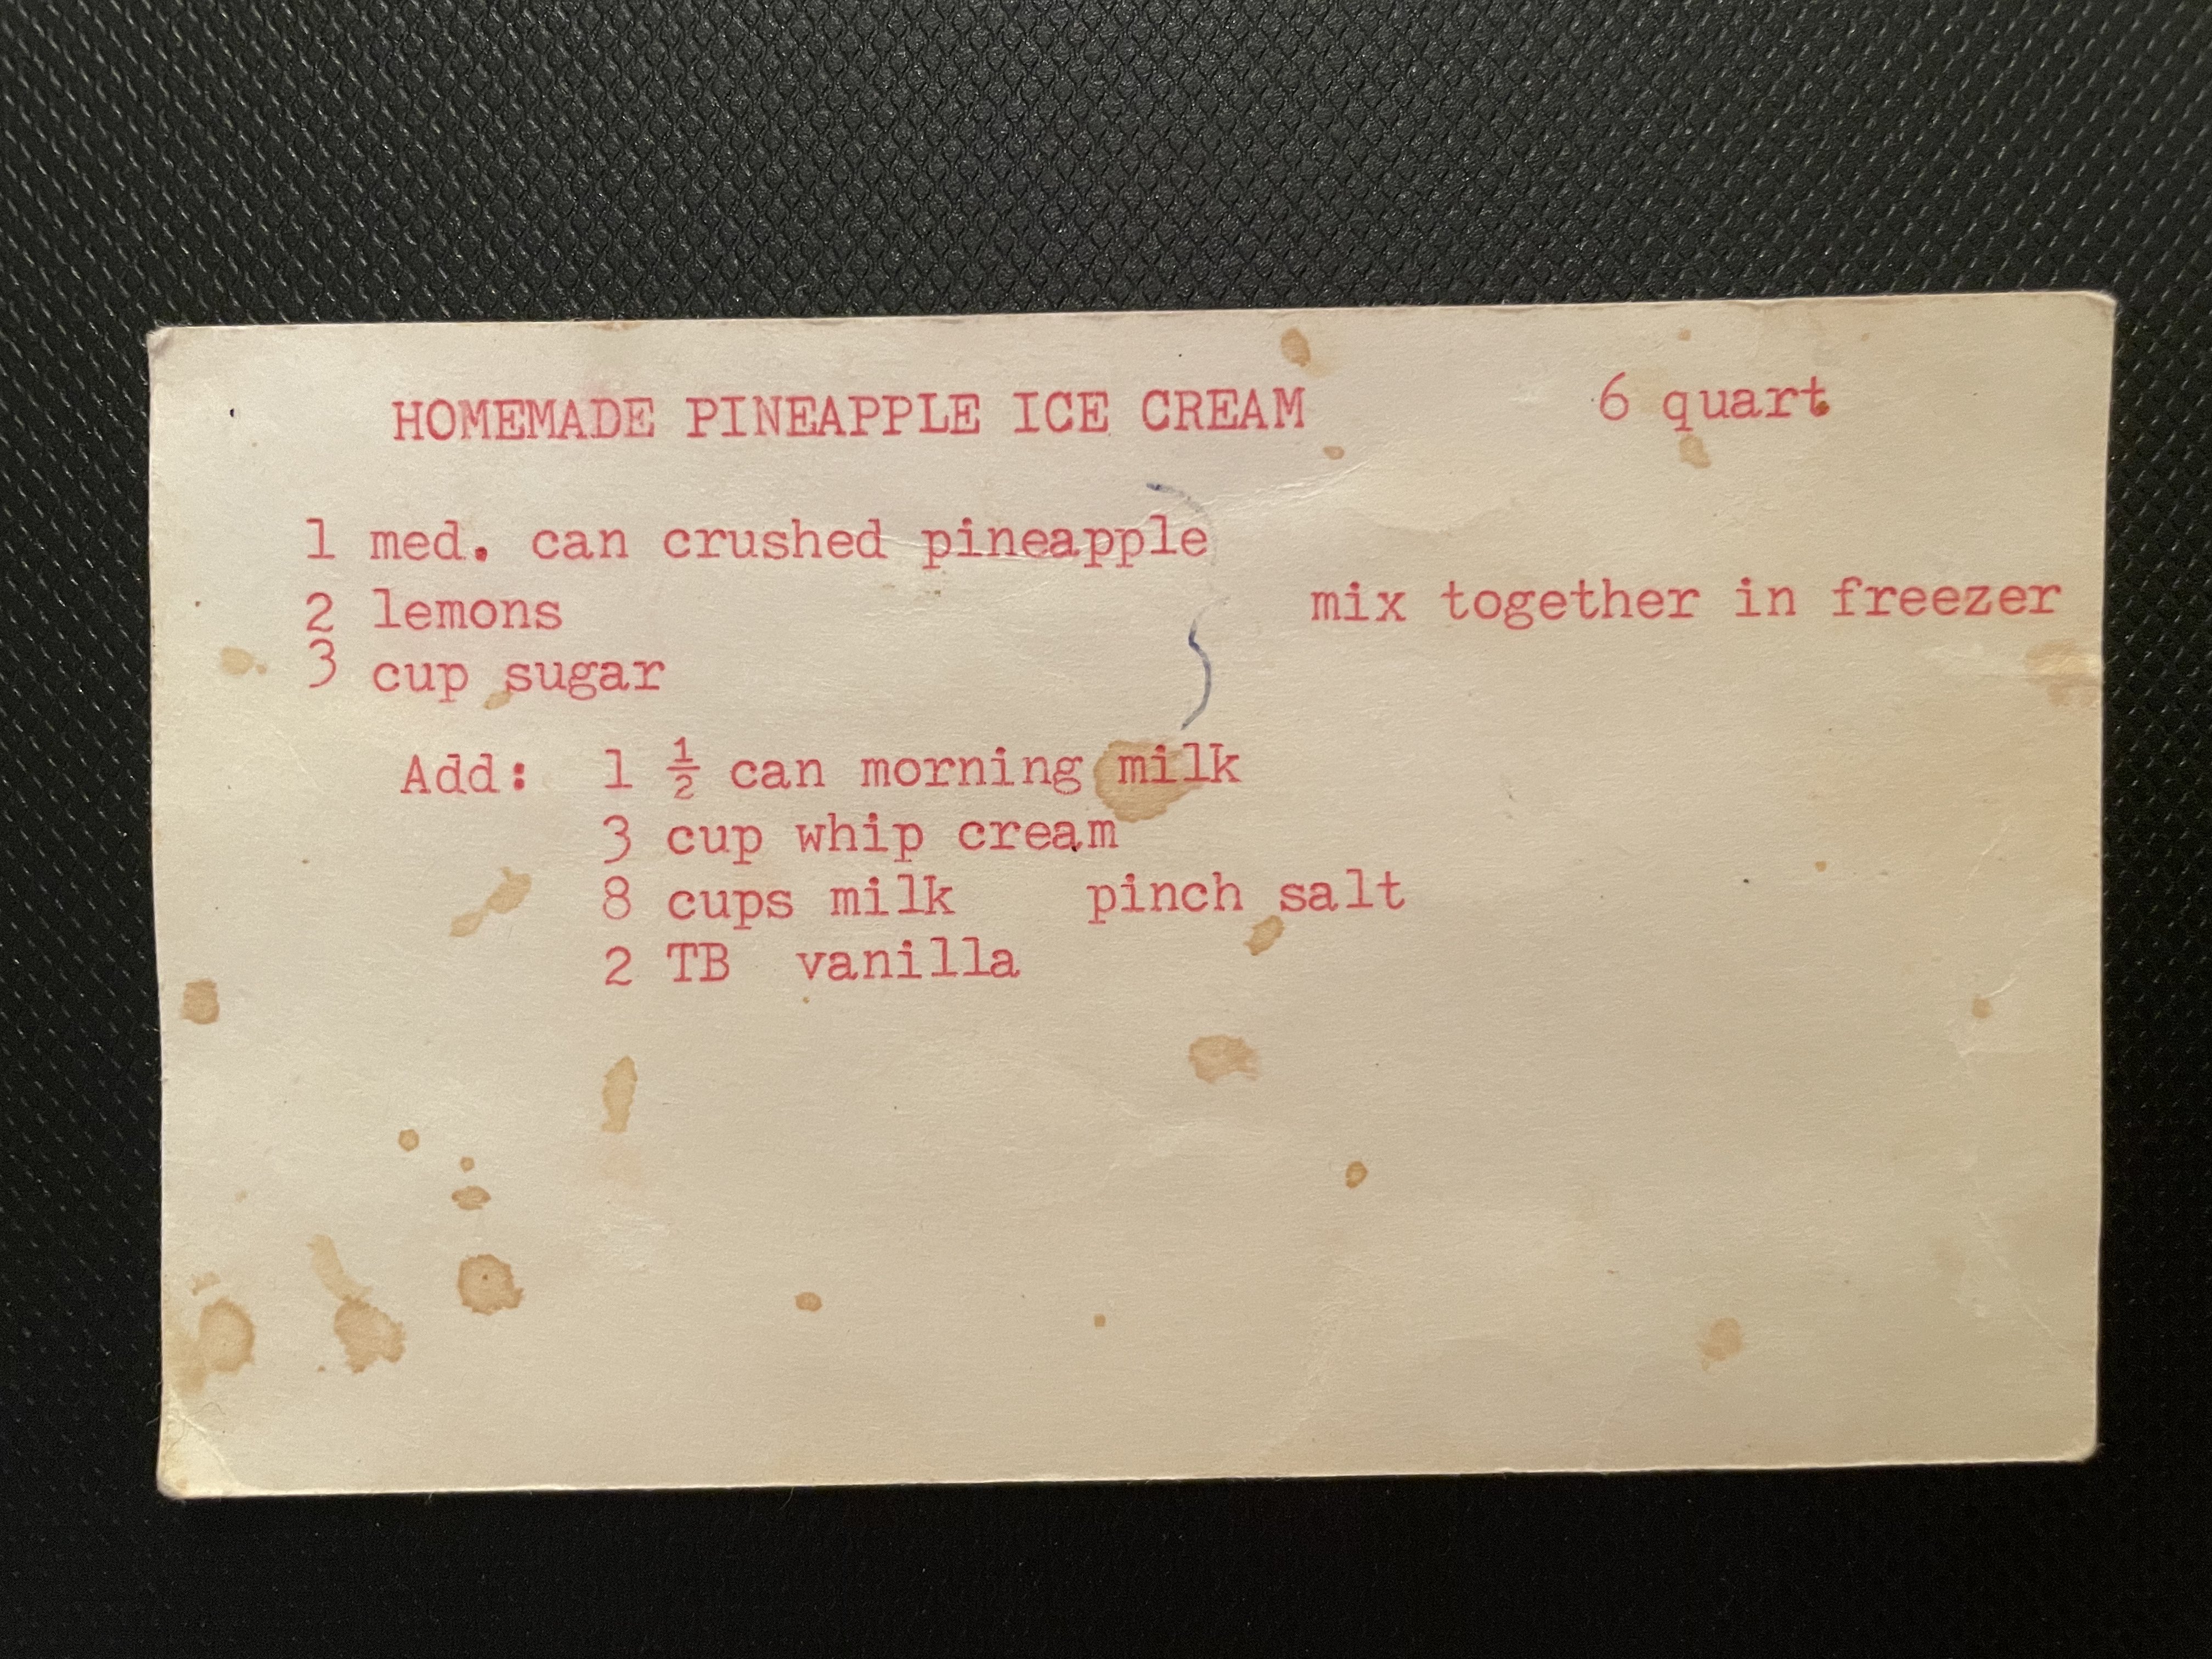 HOMEMADE PINEAPPLE ICE CREAM 6 quart
1 med. can crushed pineapple
2 lemons mix together in freezer
3 cup sugar
Add: 1 ½ can morning milk
3 cup whip cream
8 cups milk pinch salt
2 TB vanilla